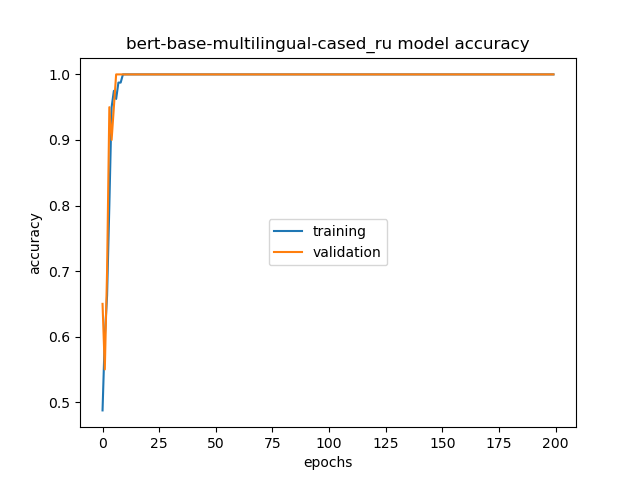 bert-base-multilingual-cased_ru model accuracy
1.0
0.9
0.8
0.7
0.6
0.5
accuracy
training
validation
0 25 50 75 100 125 150 175 200
epochs